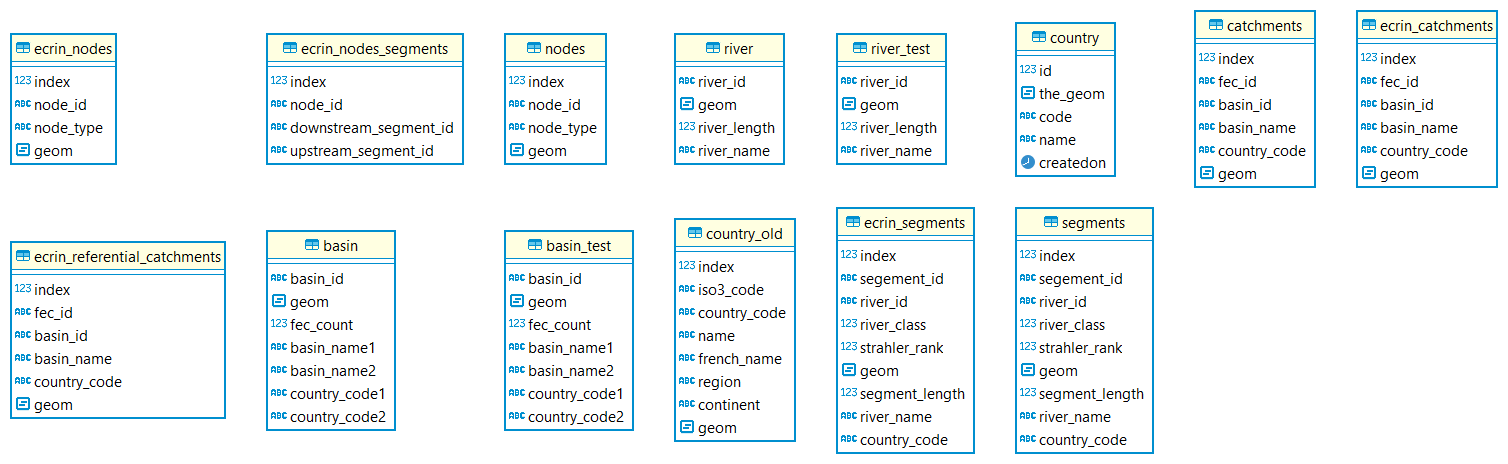 ecrin_nodes
123 index
ABC node_id
ABC node_type
geom
ecrin_nodes_segments
123 index
ABC node_id
ABC downstream_segment_id
ABC upstream_segment_id
nodes
123 index
ABC node_id
ABC node_type
geom
river
ABC river_id
geom
123 river_length
ABC river_name
river_test
ABC river_id
geom
123 river_length
ABC river_name
country
123 id
the_geom
ABC code
ABC name
createdon
catchments
123 index
ABC fec_id
ABC basin_id
ABC basin_name
ABC country_code
geom
ecrin_catchments
123 index
ABC fec_id
ABC basin_id
ABC basin_name
ABC country_code
geom
ecrin_referential_catchments
123 index
ABC fec_id
ABC basin_id
ABC basin_name
ABC country_code
geom
basin
ABC basin_id
geom
123 fec_count
ABC basin_name1
ABC basin_name2
ABC country_code1
ABC country_code2
basin_test
ABC basin_id
geom
123 fec_count
ABC basin_name1
ABC basin_name2
ABC country_code1
ABC country_code2
country_old
123 index
ABC iso3_code
ABC country_code
ABC name
ABC french_name
ABC region
ABC continent
geom
ecrin_segments
123 index
ABC segement_id
ABC river_id
123 river_class
123 strahler_rank
geom
123 segment_length
ABC river_name
ABC country_code
segments
123 index
ABC segement_id
ABC river_id
123 river_class
123 strahler_rank
geom
123 segment_length
ABC river_name
ABC country_code